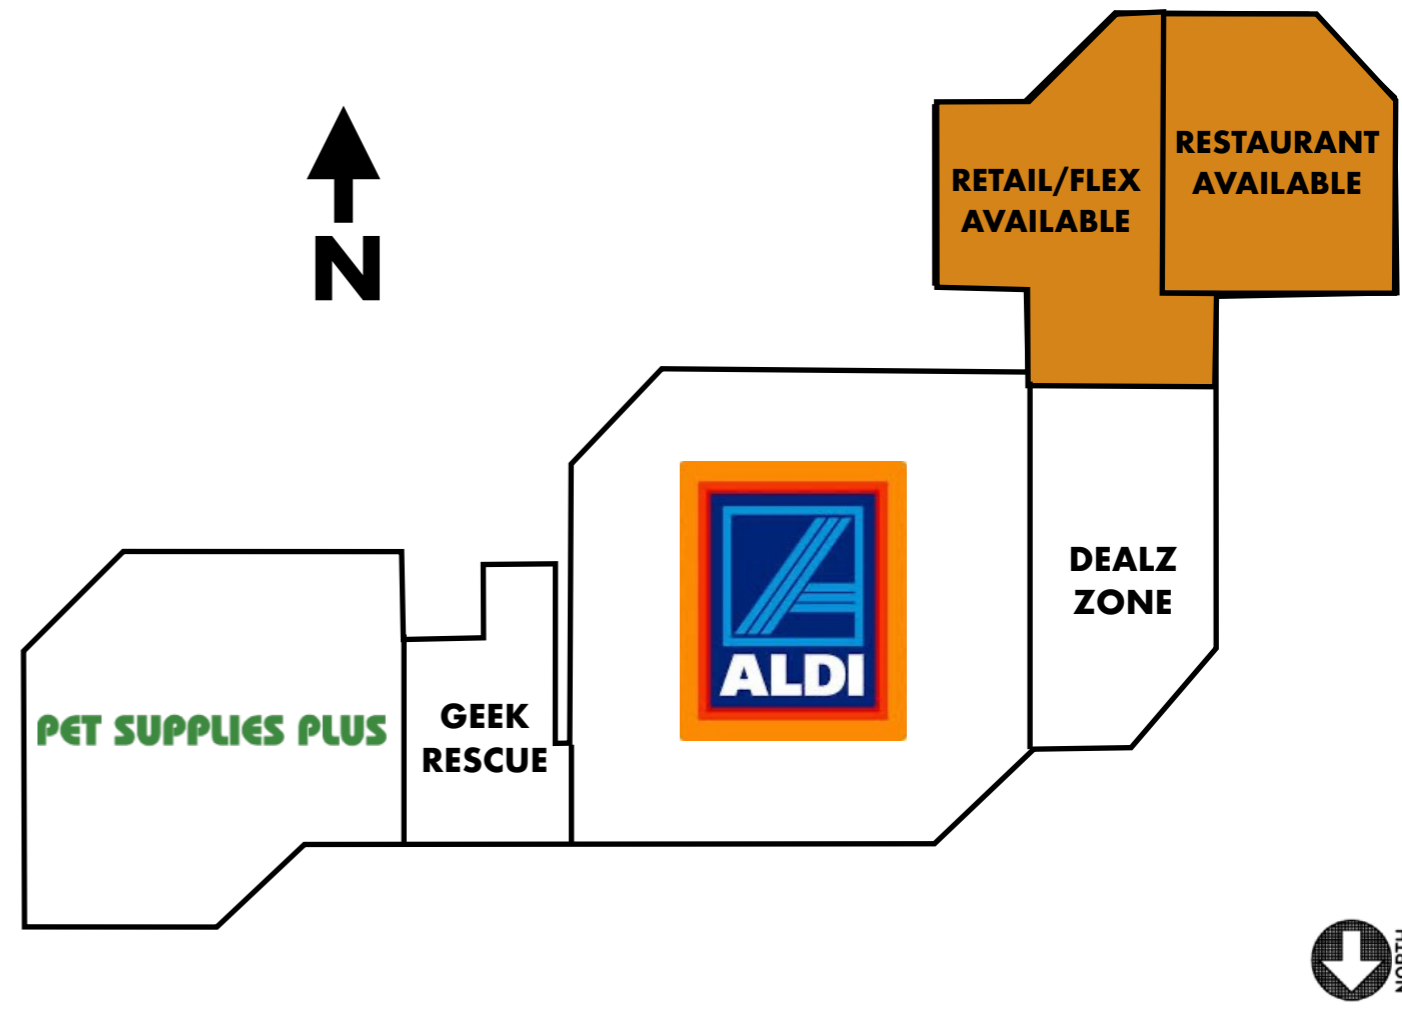 RESTAURANT
AVAILABLE
RETAIL/FLEX
AVAILABLE
N
DEALZ
ZONE
ALDI
PET SUPPLIES PLUS
GEEK
RESCUE
NORTH